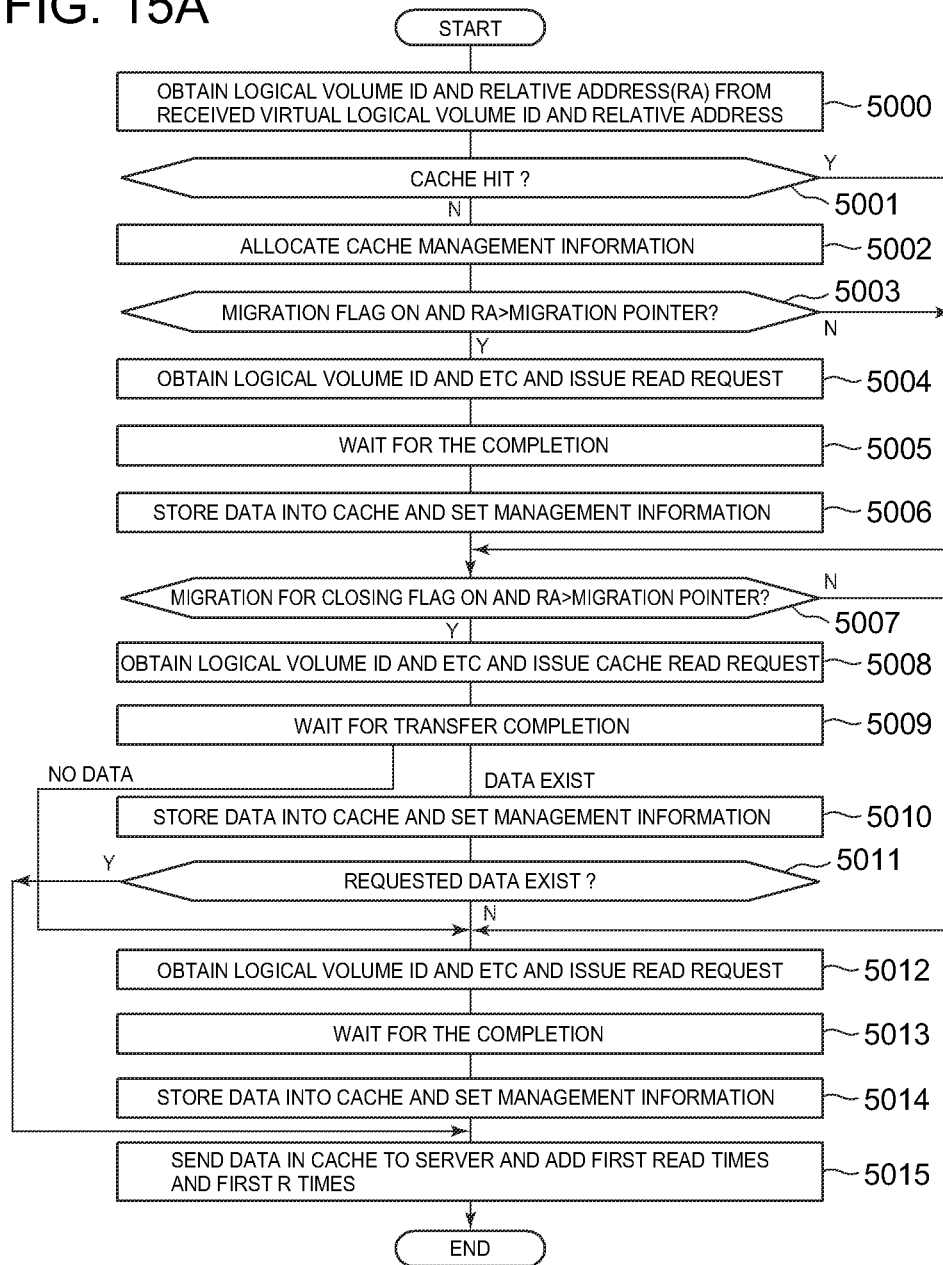 FIG. 15A
START
OBTAIN LOGICAL VOLUME ID AND RELATIVE ADDRESS(RA) FROM
RECEIVED VIRTUAL LOGICAL VOLUME ID AND RELATIVE ADDRESS
5000
CACHE HIT ?
Y
5001
N
ALLOCATE CACHE MANAGEMENT INFORMATION
5002
5003
MIGRATION FLAG ON AND RA>MIGRATION POINTER?
N
Y
OBTAIN LOGICAL VOLUME ID AND ETC AND ISSUE READ REQUEST
5004
WAIT FOR THE COMPLETION
5005
STORE DATA INTO CACHE AND SET MANAGEMENT INFORMATION
5006
MIGRATION FOR CLOSING FLAG ON AND RA>MIGRATION POINTER?
N
5007
Y
OBTAIN LOGICAL VOLUME ID AND ETC AND ISSUE CACHE READ REQUEST
5008
WAIT FOR TRANSFER COMPLETION
5009
NO DATA
DATA EXIST
STORE DATA INTO CACHE AND SET MANAGEMENT INFORMATION
5010
Y
5011
REQUESTED DATA EXIST ?
N
OBTAIN LOGICAL VOLUME ID AND ETC AND ISSUE READ REQUEST
5012
WAIT FOR THE COMPLETION
5013
STORE DATA INTO CACHE AND SET MANAGEMENT INFORMATION
5014
SEND DATA IN CACHE TO SERVER AND ADD FIRST READ TIMES
AND FIRST R TIMES
5015
END